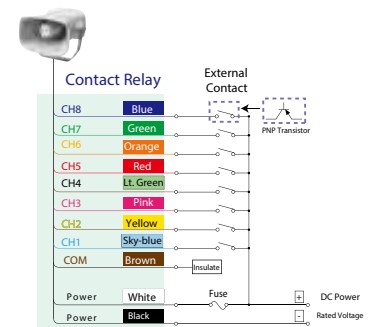 Contact Relay
External
Contact
PNP Transistor
CH8 Blue
CH7 Green
CH6 Orange
CH5 Red
CH4 Lt. Green
CH3 Pink
CH2 Yellow
CH1 Sky-blue
COM Brown
Insulate
Power White Fuse + DC Power
Power Black - Rated Voltage